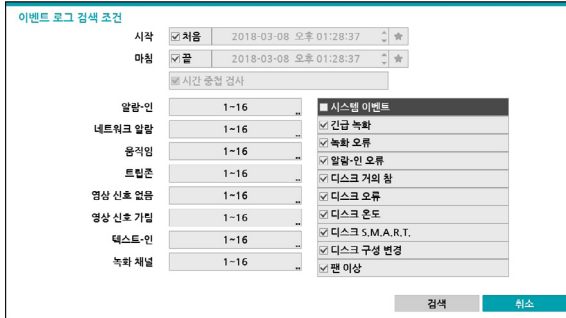 이벤트 로그 검색 조건
시작 처음 2018-03-08 오후 01:28:37
마침 끝 2018-03-08 오후 01:28:37
시간 중첩 검사
알람-인 1~16 ..
네트워크 알람 1~16 ..
움직임 1~16 ..
트립존 1~16 ..
영상 신호 없음 1~16 ..
영상 신호 가림 1~16 ..
텍스트-인 1~16 ..
녹화 채널 1~16 ..
시스템 이벤트
긴급 녹화
녹화 오류
알람-인 오류
디스크 거의 참
디스크 오류
디스크 온도
디스크 S.M.A.R.T.
디스크 구성 변경
팬 이상
검색 취소